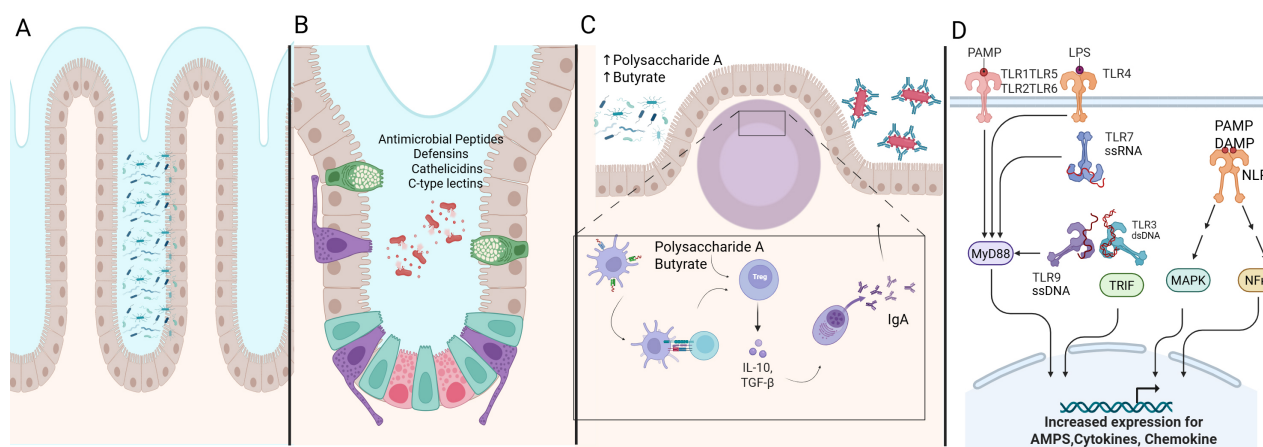 A
B
Antimicrobial Peptides
Defensins
Cathelicidins
C-type lectins
C
↑Polysaccharide A
↑Butyrate
Polysaccharide A
Butyrate
Treg
IL-10,
TGF-β
IgA
D
PAMP
LPS
TLR1TLR5
TLR2TLR6
TLR4
TLR7
ssRNA
PAMP
DAMP
MyD88
TLR3
dsDNA
TLR9
ssDNA
TRIF
MAPK
Increased expression for
AMPS,Cytokines, Chemokine